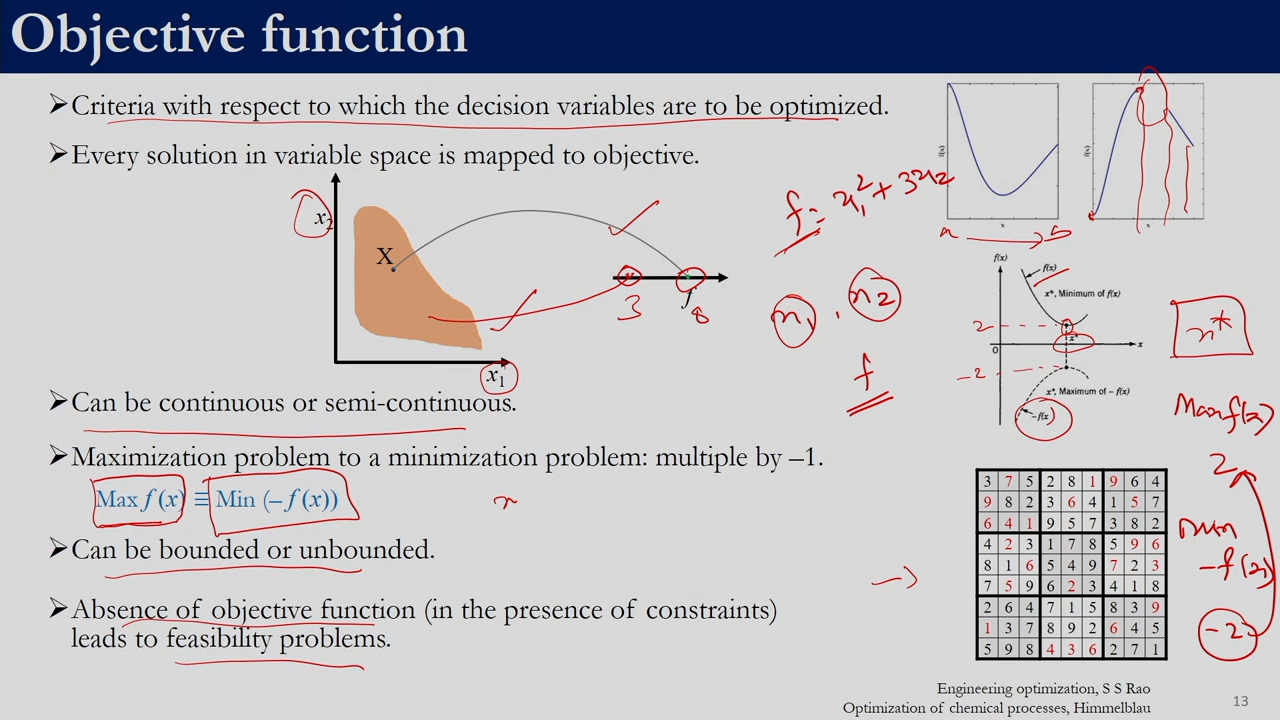 Objective function
➢Criteria with respect to which the decision variables are to be optimized.
➢Every solution in variable space is mapped to objective.
x2
X
x1
f
3
8
f = x1² + 3x2
x1, x2
f
➢Can be continuous or semi-continuous.
➢Maximization problem to a minimization problem: multiple by –1.
Max f(x) ≡ Min (–f(x))
x
➢Can be bounded or unbounded.
➢Absence of objective function (in the presence of constraints)
leads to feasibility problems.
f(x)
x
f(x)
x
f(x)
f(x)
x*, Minimum of f(x)
2
x*
0
x
-2
x*, Maximum of – f(x)
–f(x)
x*
Max f(x)
2
Min
-f(x)
-2
3 7 5 2 8 1 9 6 4
9 8 2 3 6 4 1 5 7
6 4 1 9 5 7 3 8 2
4 2 3 1 7 8 5 9 6
8 1 6 5 4 9 7 2 3
7 5 9 6 2 3 4 1 8
2 6 4 7 1 5 8 3 9
1 3 7 8 9 2 6 4 5
5 9 8 4 3 6 2 7 1
Engineering optimization, S S Rao
Optimization of chemical processes, Himmelblau
13